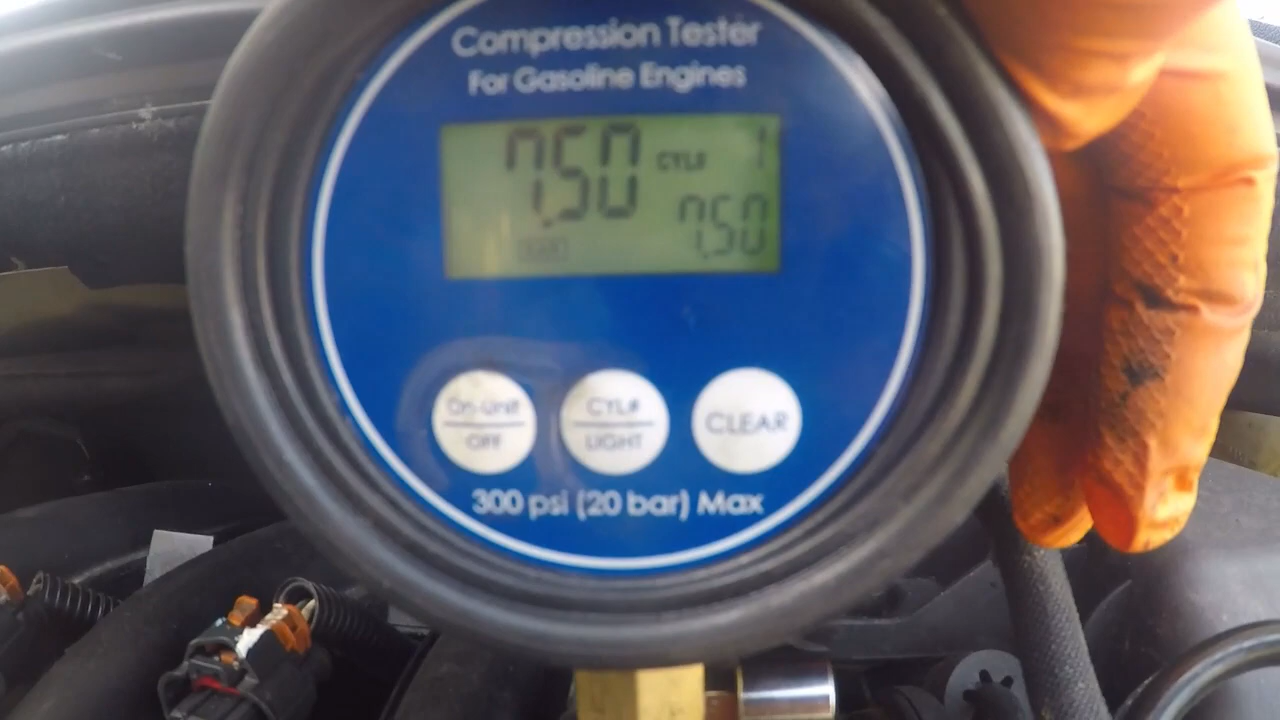 Compression Tester
For Gasoline Engines
7.50 CYL# 1
7.50
On-Unit
OFF
CYL#
LIGHT
CLEAR
300 psi (20 bar) Max